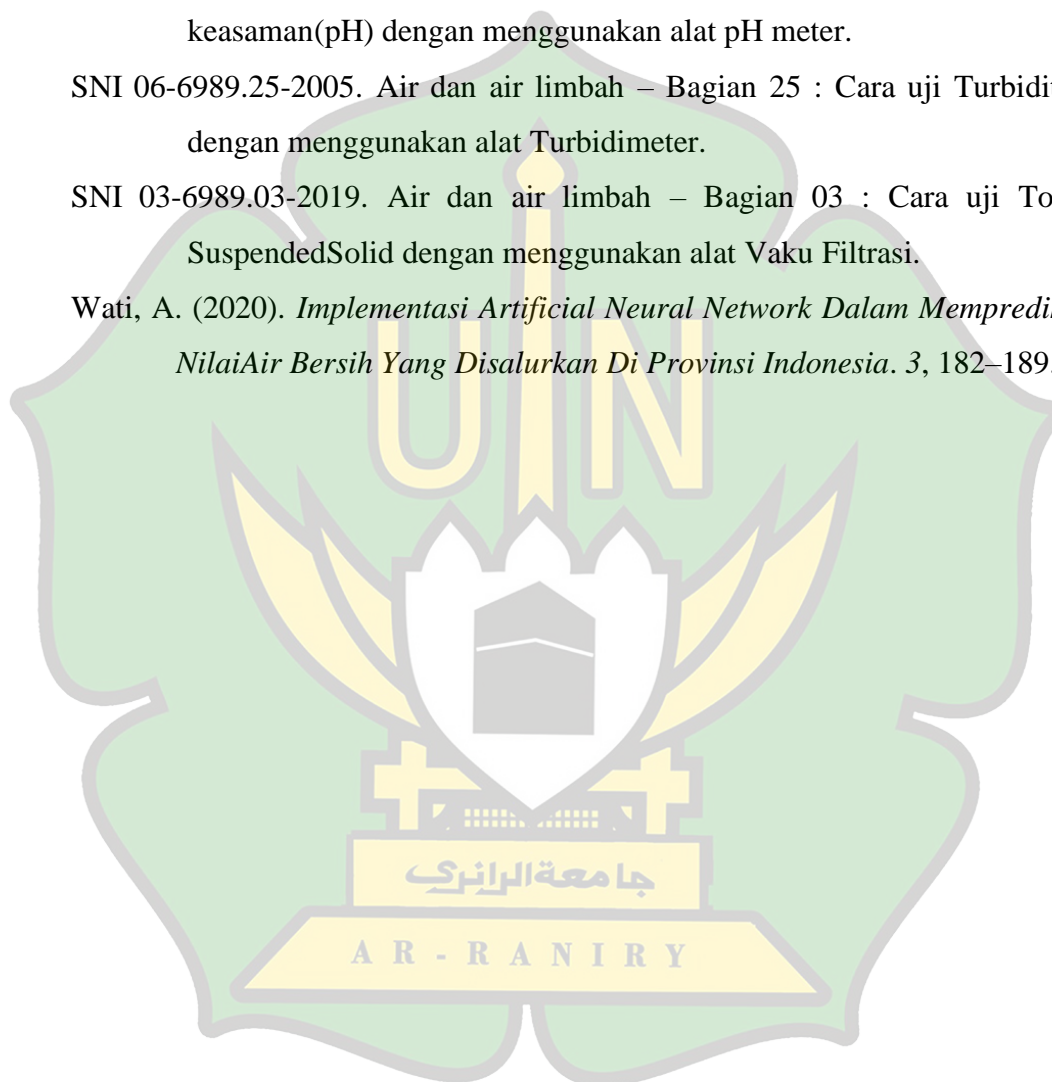 keasaman(pH) dengan menggunakan alat pH meter.
SNI 06-6989.25-2005. Air dan air limbah – Bagian 25 : Cara uji
dengan menggunakan alat Turbidimeter.
SNI 03-6989.03-2019. Air dan air limbah – Bagian 03 : Cara uji
SuspendedSolid dengan menggunakan alat Vaku Filtrasi.
Wati, A. (2020). Implementasi Artificial Neural Network Dalam
NilaiAir Bersih Yang Disalurkan Di Provinsi Indonesia. 3, 182–189.
UIN
جامعة الرانري
AR-RANIRY